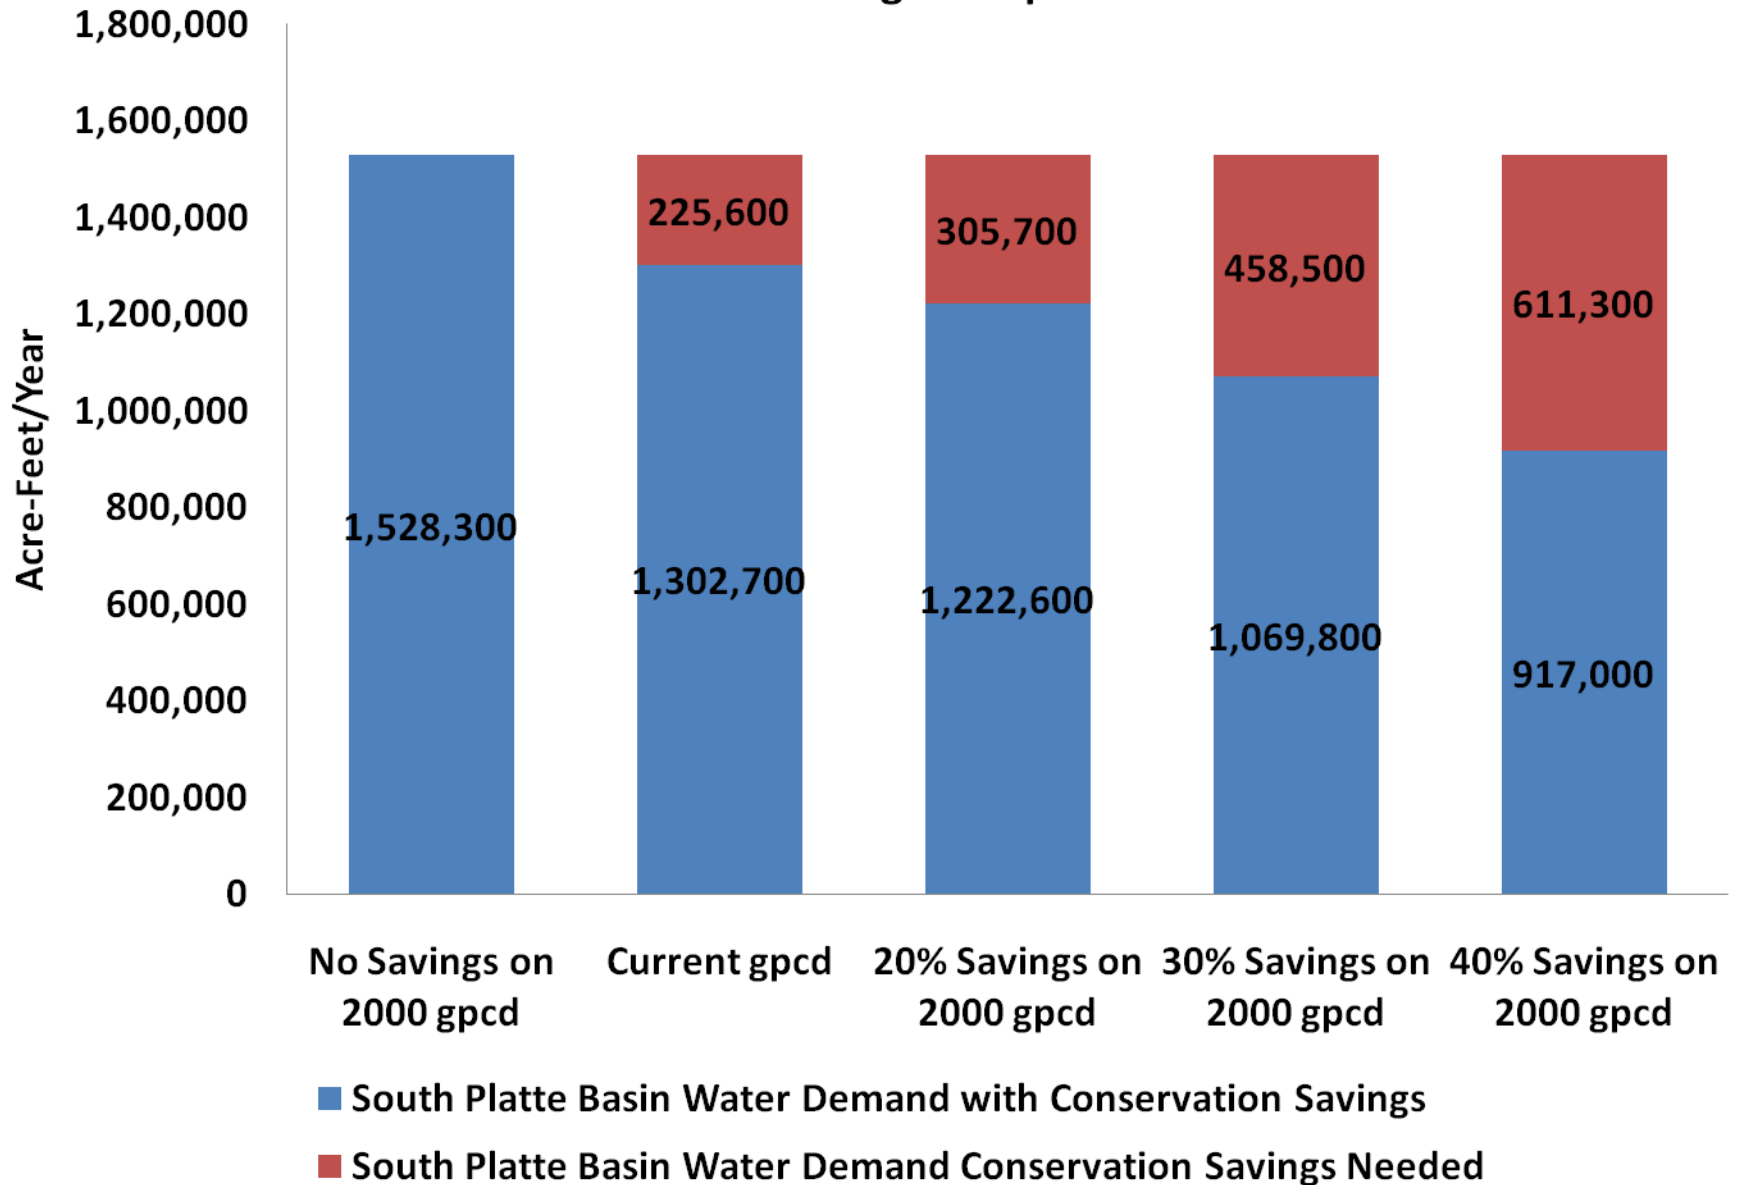 1,800,000
1,600,000
1,400,000
1,200,000
1,000,000
800,000
600,000
400,000
200,000
0
Acre-Feet/Year
1,528,300
225,600
1,302,700
305,700
1,222,600
458,500
1,069,800
611,300
917,000
No Savings on
2000 gpcd
Current gpcd
20% Savings on
2000 gpcd
30% Savings on
2000 gpcd
40% Savings on
2000 gpcd
South Platte Basin Water Demand with Conservation Savings
South Platte Basin Water Demand Conservation Savings Needed